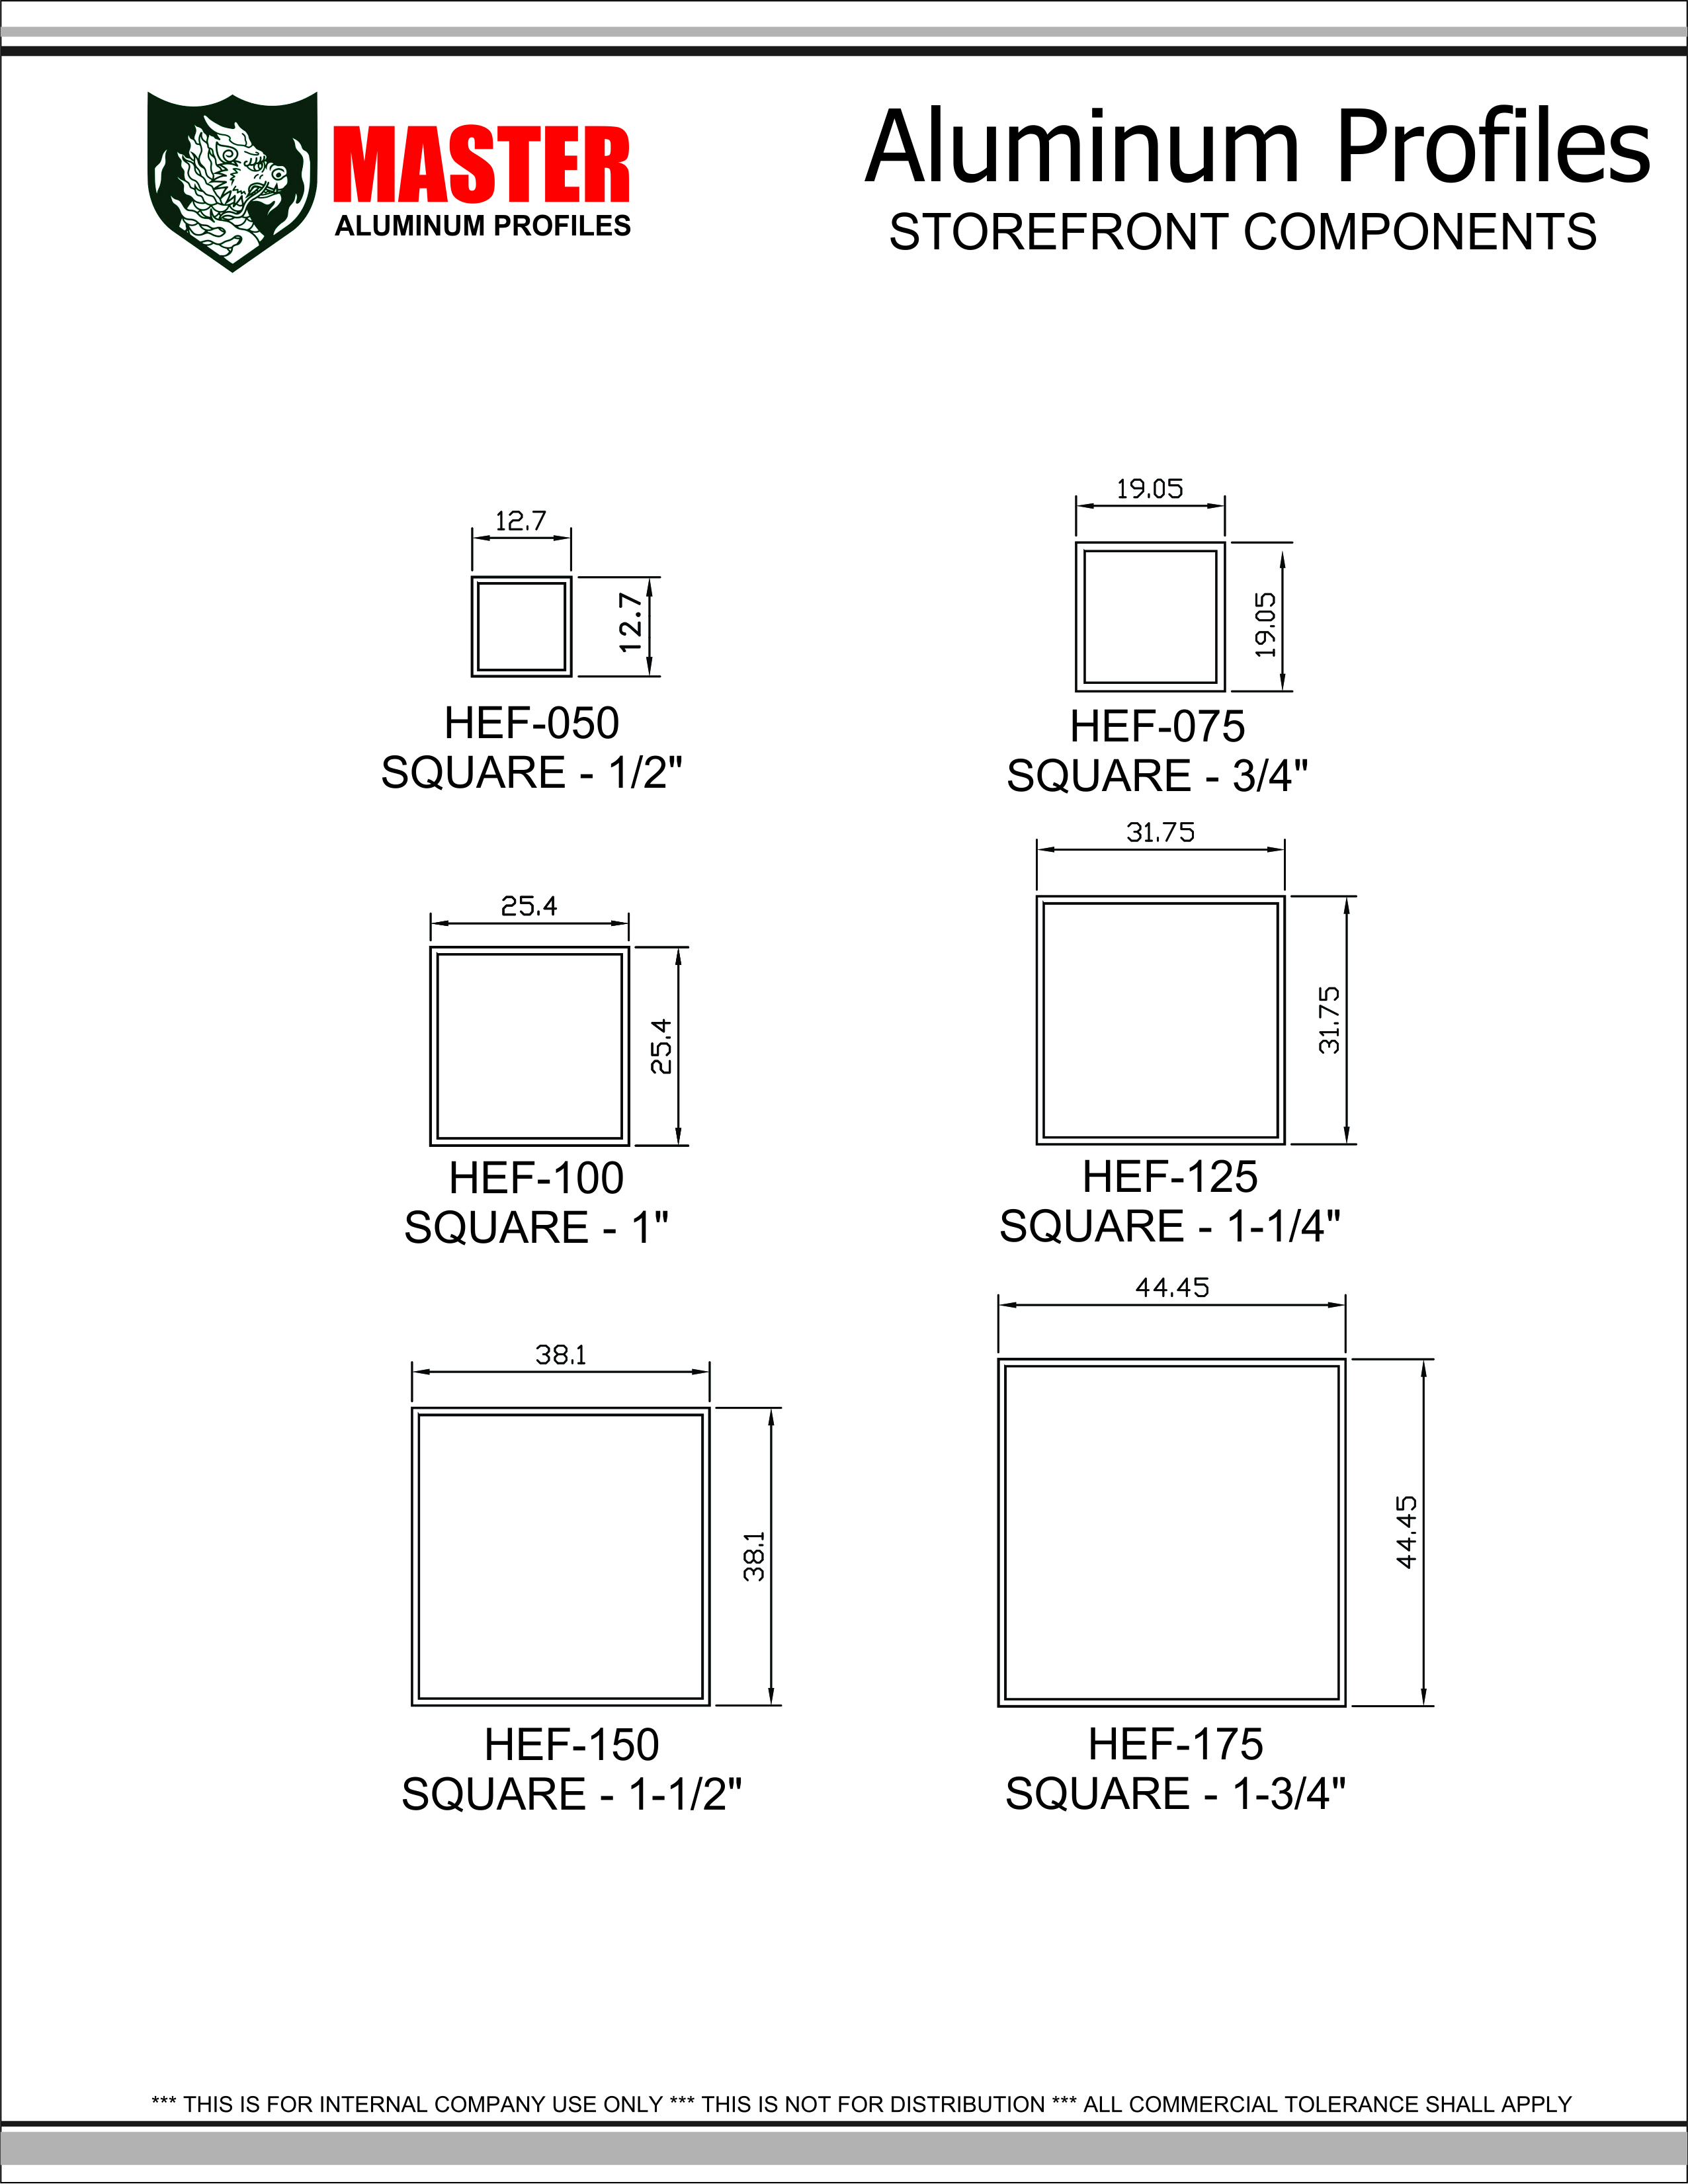 MASTER
ALUMINUM PROFILES
Aluminum Profiles
STOREFRONT COMPONENTS
12.7
12.7
HEF-050
SQUARE - 1/2"
19.05
19.05
HEF-075
SQUARE - 3/4"
25.4
25.4
HEF-100
SQUARE - 1"
31.75
31.75
HEF-125
SQUARE - 1-1/4"
38.1
38.1
HEF-150
SQUARE - 1-1/2"
44.45
44.45
HEF-175
SQUARE - 1-3/4"
*** THIS IS FOR INTERNAL COMPANY USE ONLY *** THIS IS NOT FOR DISTRIBUTION *** ALL COMMERCIAL TOLERANCE SHALL APPLY